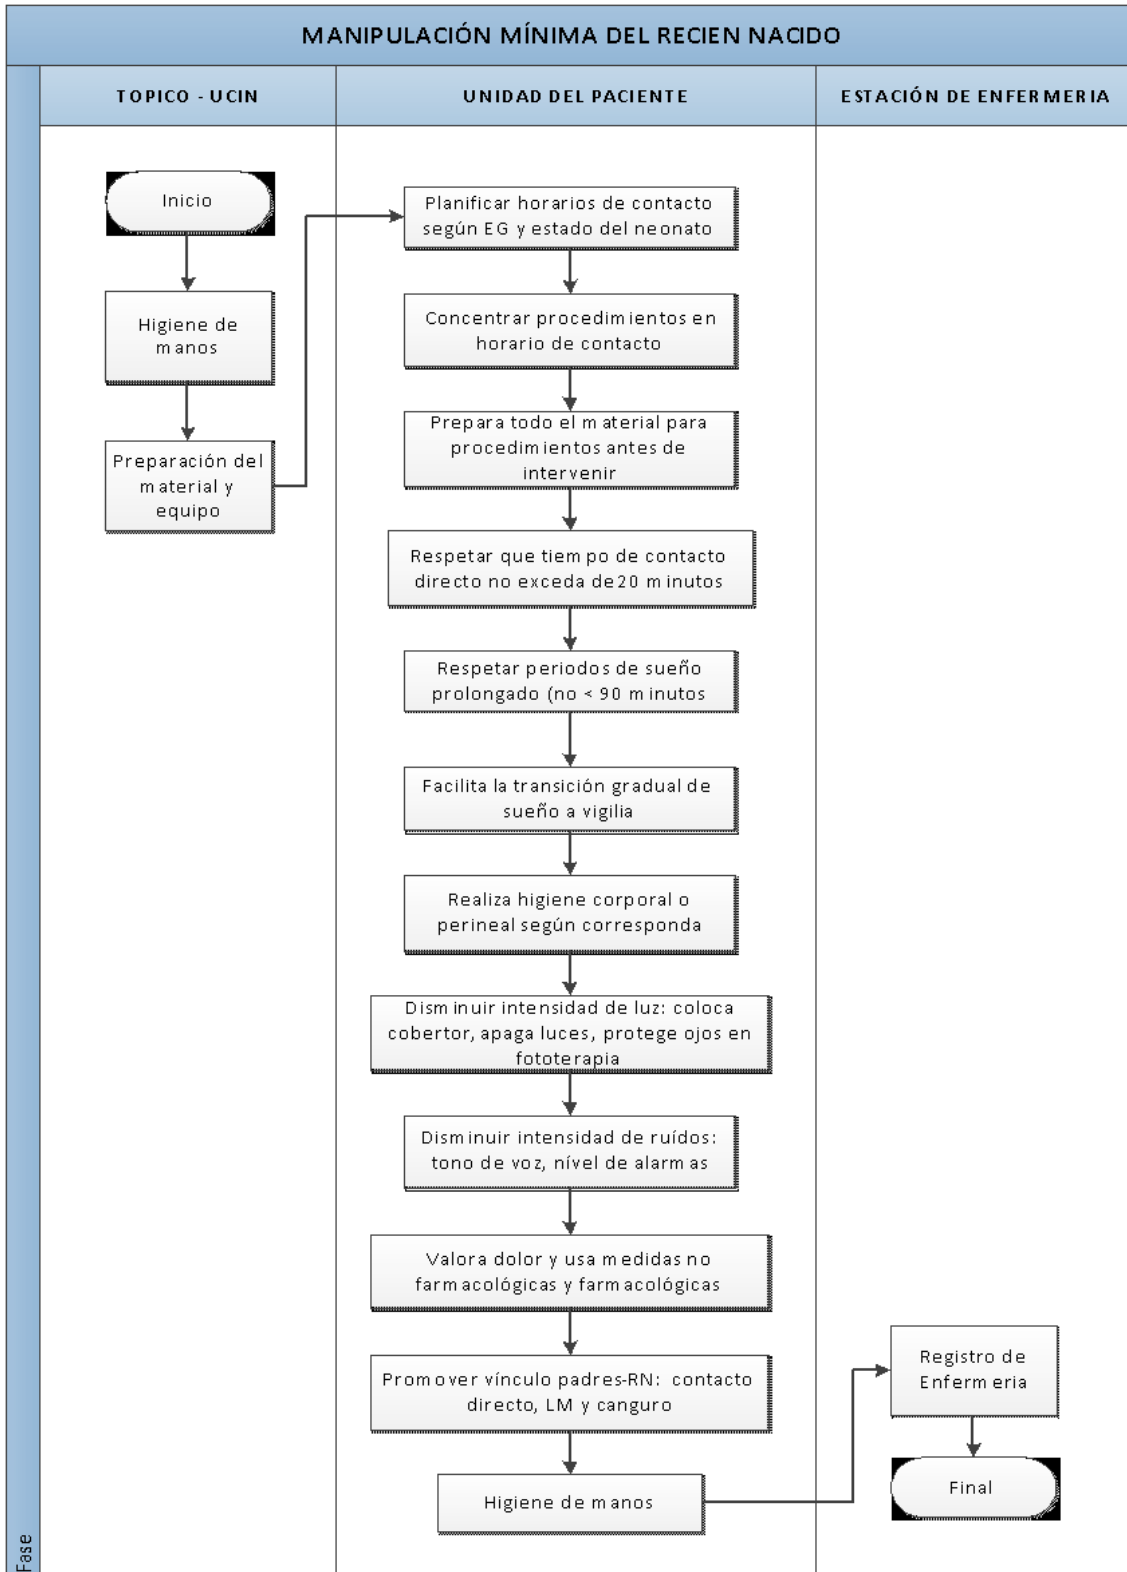 MANIPULACIÓN MÍNIMA DEL RECIEN NACIDO
TOPICO - UCIN
UNIDAD DEL PACIENTE
ESTACIÓN DE ENFERMERIA
Inicio
Higiene de
manos
Preparación del
material y
equipo
Planificar horarios de contacto
según EG y estado del neonato
Concentrar procedimientos en
horario de contacto
Prepara todo el material para
procedimientos antes de
intervenir
Respetar que tiempo de contacto
directo no exceda de20 minutos
Respetar periodos de sueño
prolongado (no < 90 minutos
Facilita la transición gradual de
sueño a vigilia
Realiza higiene corporal o
perineal según corresponda
Disminuir intensidad de luz: coloca
cobertor, apaga luces, protege ojos en
fototerapia
Disminuir intensidad de ruídos:
tono de voz, nível de alarmas
Valora dolor y usa medidas no
farmacológicas y farmacológicas
Promover vínculo padres-RN:  contacto
directo, LM y canguro
Higiene de manos
Registro de
Enfermeria
Final
Fase